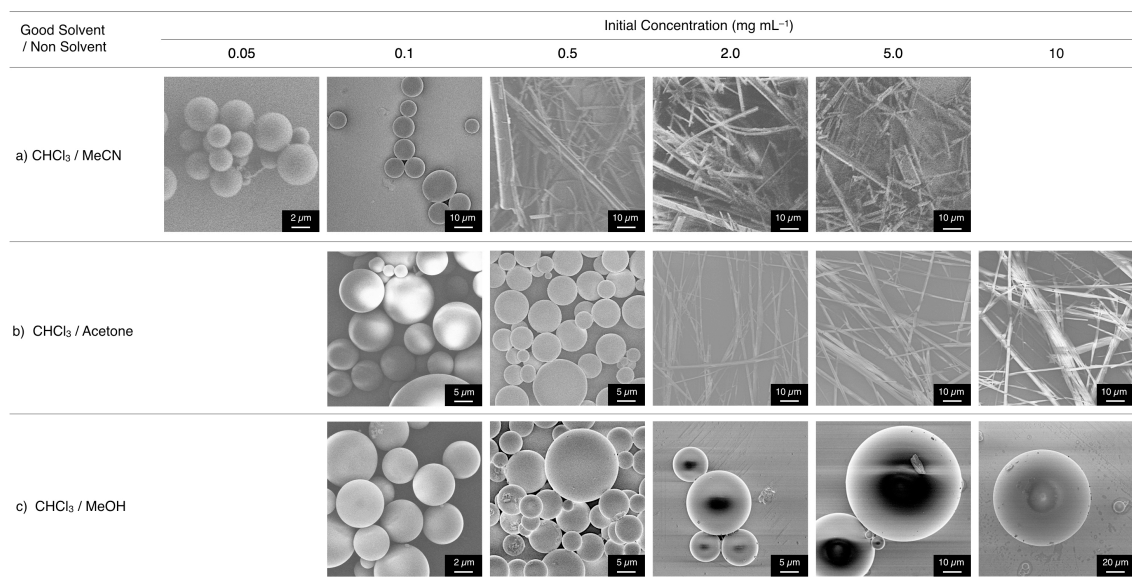 Good Solvent
/ Non Solvent
Initial Concentration (mg mL⁻¹)
0.05 0.1 0.5 2.0 5.0 10
a) CHCl₃ / MeCN
2 µm 10 µm 10 µm 10 µm 10 µm
b) CHCl₃ / Acetone
5 µm 5 µm 10 µm 10 µm 10 µm
c) CHCl₃ / MeOH
2 µm 5 µm 5 µm 10 µm 20 µm